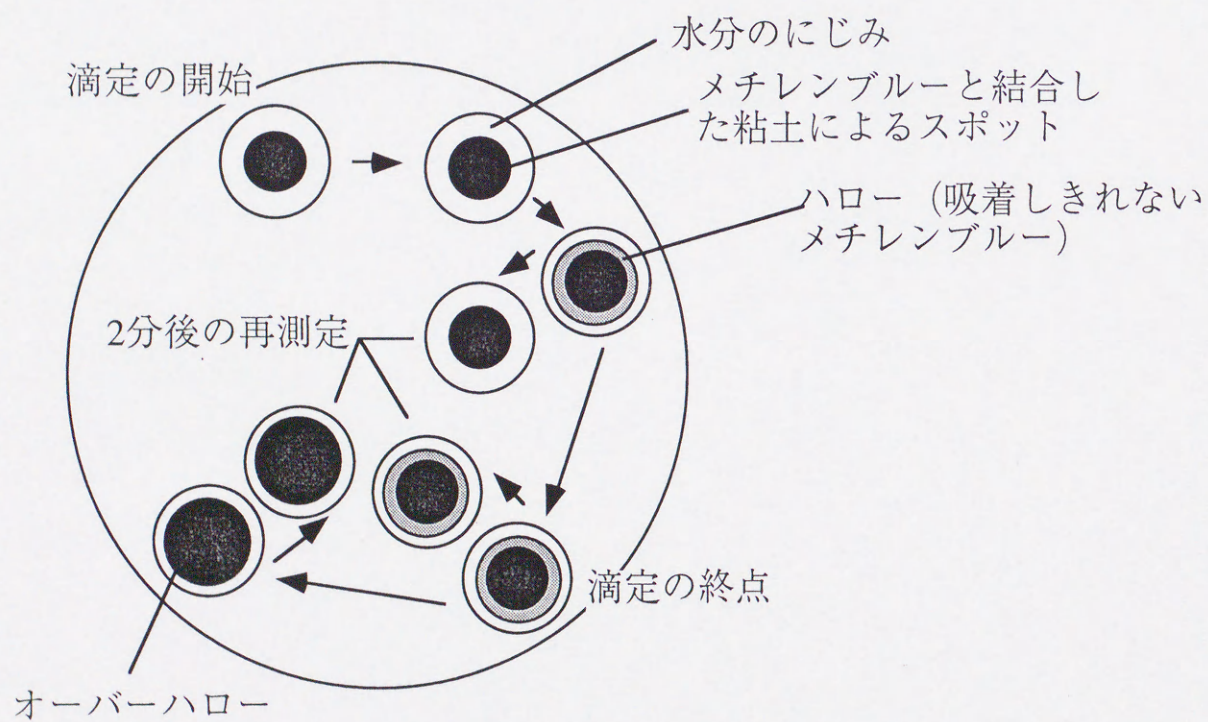 水分のにじみ
滴定の開始
メチレンブルーと結合し
た粘土によるスポット
ハロー（吸着しきれない
メチレンブルー）
2分後の再測定
滴定の終点
オーバーハロー